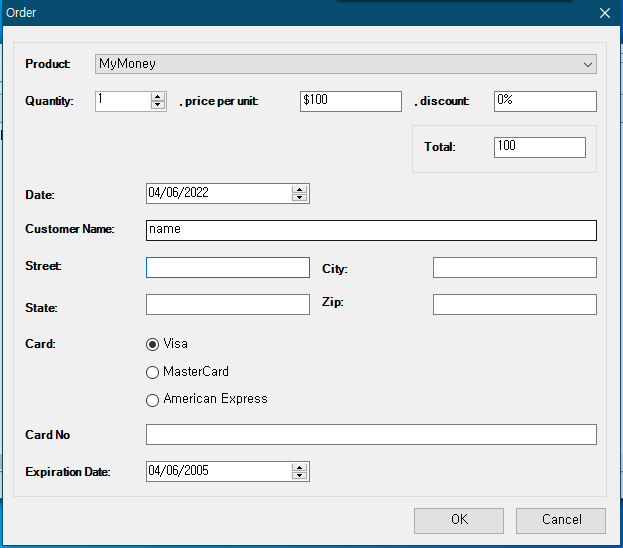 Order
Product: MyMoney
Quantity: 1 , price per unit: $100 , discount: 0%
Total: 100
Date: 04/06/2022
Customer Name: name
Street: City:
State: Zip:
Card: Visa
MasterCard
American Express
Card No
Expiration Date: 04/06/2005
OK Cancel